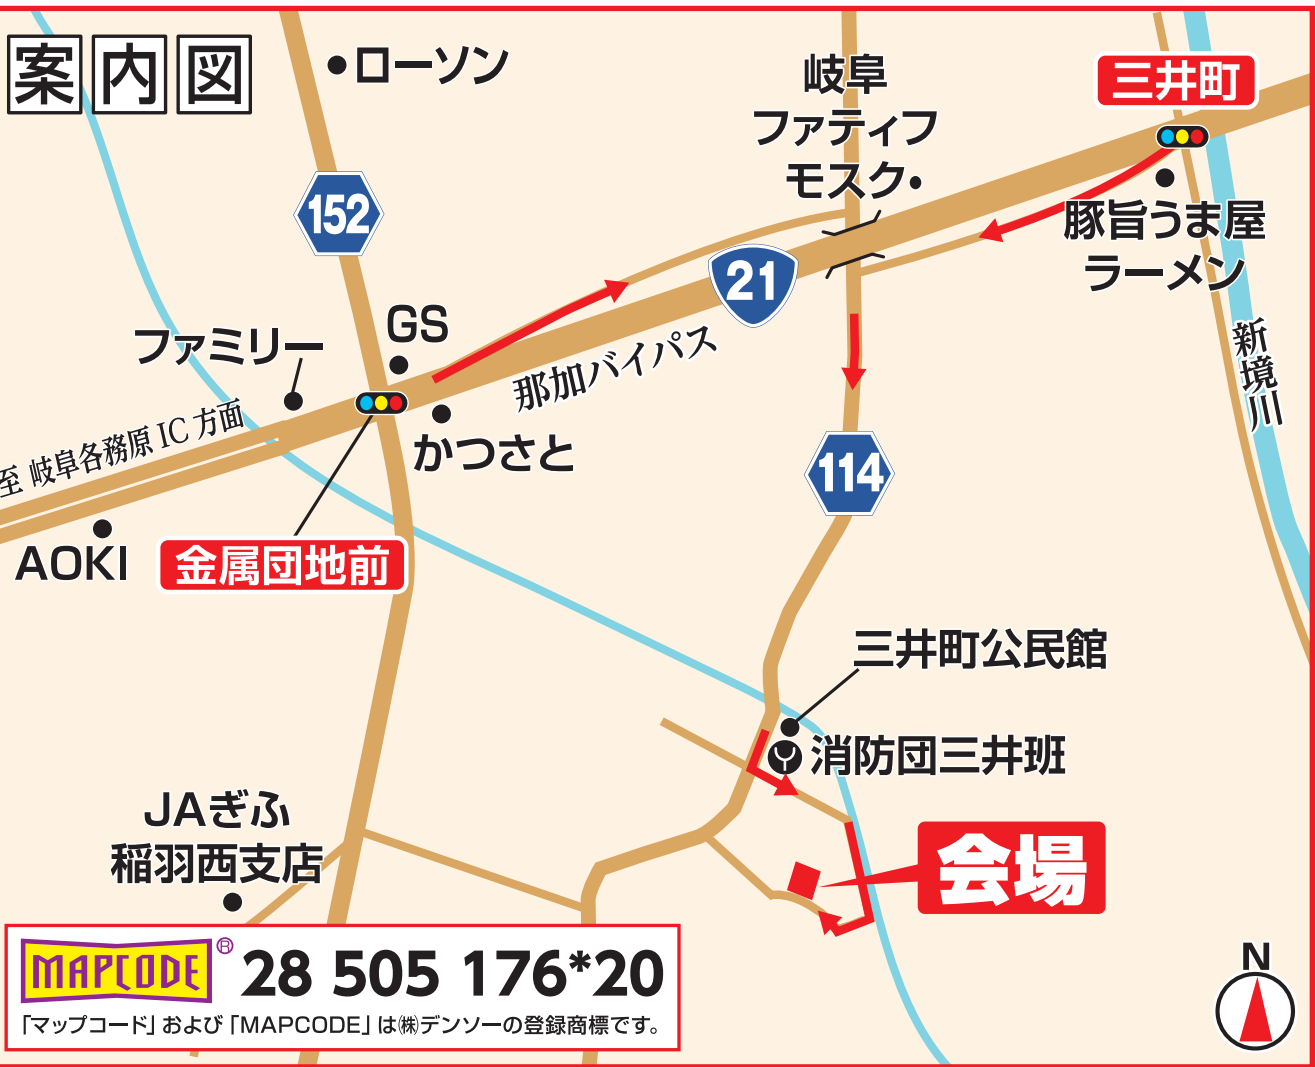 案内図
ローソン
岐阜
ファティフ
モスク
三井町
152
21
豚旨うま屋
ラーメン
GS
ファミリー
那加バイパス
新境川
至 岐阜各務原 IC 方面
かつさと
114
AOKI
金属団地前
三井町公民館
消防団三井班
JAぎふ
稲羽西支店
会場
MAPCODE® 28 505 176*20
「マップコード」および「MAPCODE」は㈱デンソーの登録商標です。
N